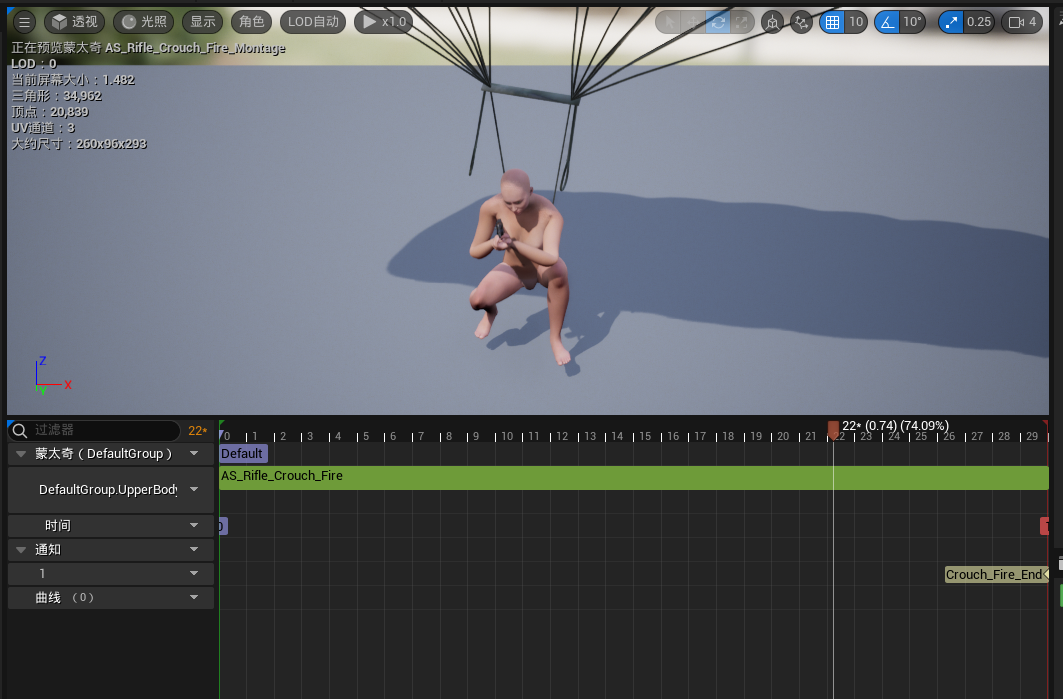 透视 光照 显示 角色 LOD自动 x1.0 10 10° 0.25 4
正在预览蒙太奇 AS_Rifle_Crouch_Fire_Montage
LOD：0
当前屏幕大小：1.482
三角形：34,962
顶点：20,839
UV通道：3
大约尺寸：260x96x293
Z
X
Y
过滤器 22*
22* (0.74) (74.09%)
0 1 2 3 4 5 6 7 8 9 10 11 12 13 14 15 16 17 18 19 20 21 22 23 24 25 26 27 28 29
蒙太奇（DefaultGroup） Default
AS_Rifle_Crouch_Fire
DefaultGroup.UpperBody
时间
通知
1 Crouch_Fire_End
曲线 （0）